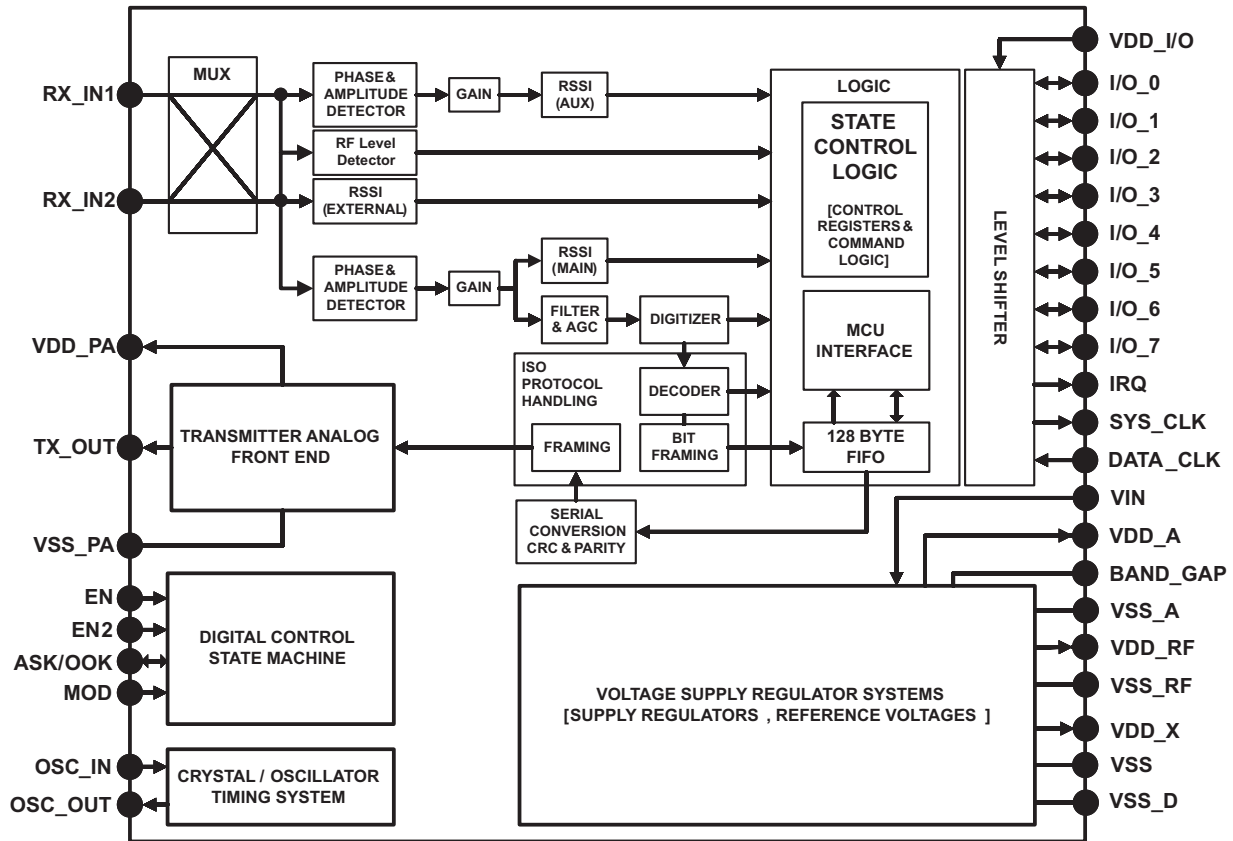 RX_IN1
RX_IN2
VDD_PA
TX_OUT
VSS_PA
EN
EN2
ASK/OOK
MOD
OSC_IN
OSC_OUT
MUX
PHASE &
AMPLITUDE
DETECTOR
GAIN
RSSI
(AUX)
RF Level
Detector
RSSI
(EXTERNAL)
PHASE &
AMPLITUDE
DETECTOR
GAIN
RSSI
(MAIN)
FILTER
& AGC
DIGITIZER
ISO
PROTOCOL
HANDLING
DECODER
BIT
FRAMING
FRAMING
SERIAL
CONVERSION
CRC & PARITY
TRANSMITTER ANALOG
FRONT END
DIGITAL CONTROL
STATE MACHINE
CRYSTAL / OSCILLATOR
TIMING SYSTEM
LOGIC
STATE
CONTROL
LOGIC
[CONTROL
REGISTERS &
COMMAND
LOGIC]
MCU
INTERFACE
128 BYTE
FIFO
LEVEL SHIFTER
VOLTAGE SUPPLY REGULATOR SYSTEMS
[SUPPLY REGULATORS , REFERENCE VOLTAGES ]
VDD_I/O
I/O_0
I/O_1
I/O_2
I/O_3
I/O_4
I/O_5
I/O_6
I/O_7
IRQ
SYS_CLK
DATA_CLK
VIN
VDD_A
BAND_GAP
VSS_A
VDD_RF
VSS_RF
VDD_X
VSS
VSS_D